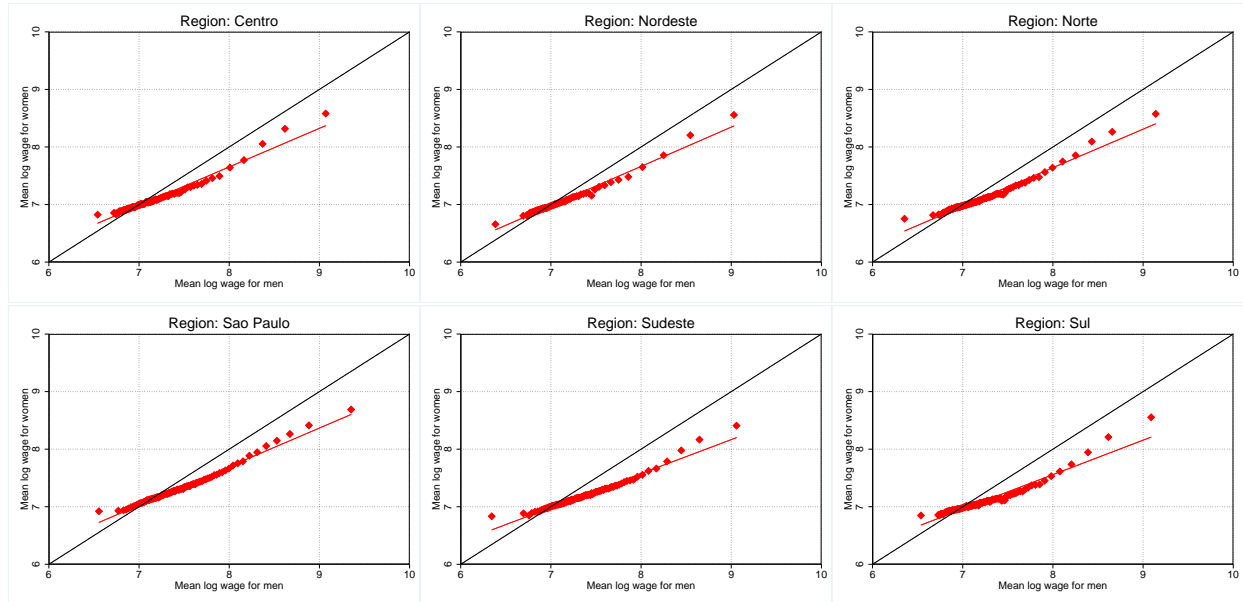 Region: Centro
Mean log wage for women
10
9
8
7
6
6 7 8 9 10
Mean log wage for men
Region: Nordeste
Mean log wage for women
10
9
8
7
6
6 7 8 9 10
Mean log wage for men
Region: Norte
Mean log wage for women
10
9
8
7
6
6 7 8 9 10
Mean log wage for men
Region: Sao Paulo
Mean log wage for women
10
9
8
7
6
6 7 8 9 10
Mean log wage for men
Region: Sudeste
Mean log wage for women
10
9
8
7
6
6 7 8 9 10
Mean log wage for men
Region: Sul
Mean log wage for women
10
9
8
7
6
6 7 8 9 10
Mean log wage for men